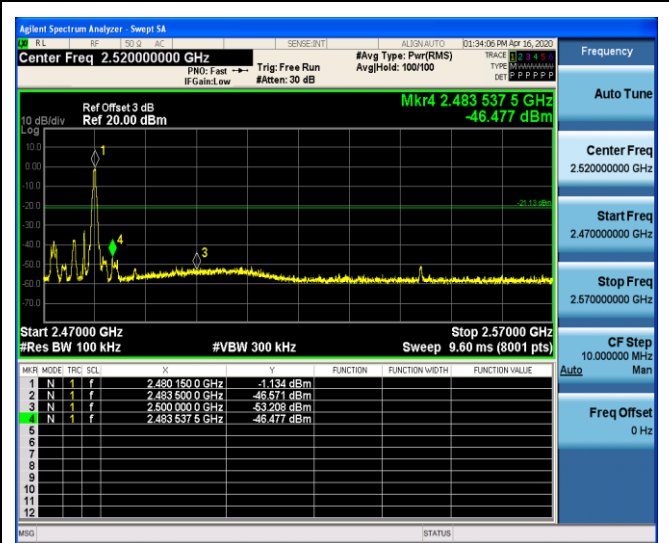 Agilent Spectrum Analyzer - Swept SA
RL RF 50 Ω AC SENSE:INT ALIGNAUTO 01:34:06 PM Apr 16, 2020
Center Freq 2.520000000 GHz
PNO: Fast
IFGain:Low
Trig: Free Run
#Atten: 30 dB
#Avg Type: Pwr(RMS)
Avg|Hold: 100/100
TRACE 1 2 3 4 5 6
TYPE MWWWWW
DET P P P P P P
Mkr4 2.483 537 5 GHz
-46.477 dBm
Ref Offset 3 dB
10 dB/div Ref 20.00 dBm
Log
10.0
0.00
-10.0
-20.0
-30.0
-40.0
-50.0
-60.0
-70.0
1
4
3
-21.13 dBm
Start 2.47000 GHz Stop 2.57000 GHz
#Res BW 100 kHz #VBW 300 kHz Sweep 9.60 ms (8001 pts)
MKR MODE TRC SCL X Y FUNCTION FUNCTION WIDTH FUNCTION VALUE
1 N 1 f 2.480 150 0 GHz -1.134 dBm
2 N 1 f 2.483 500 0 GHz -46.571 dBm
3 N 1 f 2.500 000 0 GHz -53.208 dBm
4 N 1 f 2.483 537 5 GHz -46.477 dBm
5
6
7
8
9
10
11
12
MSG STATUS
Frequency
Auto Tune
Center Freq
2.520000000 GHz
Start Freq
2.470000000 GHz
Stop Freq
2.570000000 GHz
CF Step
10.000000 MHz
Auto Man
Freq Offset
0 Hz